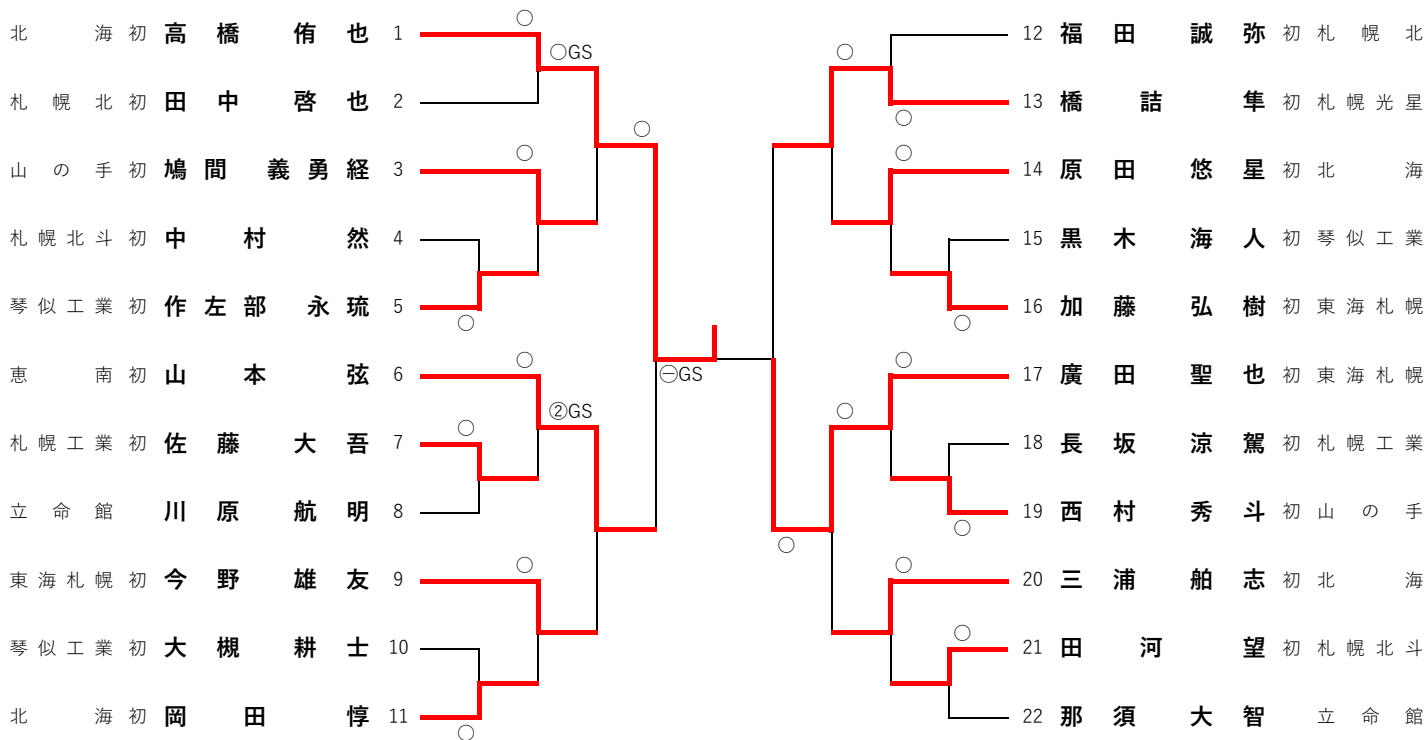 ○
北海 初 高橋 侑也 1
○GS
札幌北 初 田中 啓也 2
○
○
山の手 初 鳩間 義勇経 3
札幌北斗 初 中村 然 4
琴似工業 初 作左部 永琉 5
○
○
恵南 初 山本 弦 6
②GS
○
札幌工業 初 佐藤 大吾 7
立命館 川原 航明 8
○
東海札幌 初 今野 雄友 9
琴似工業 初 大槻 耕士 10
北海 初 岡田 惇 11
○
㊀GS
12 福田 誠弥 初 札幌北
○
13 橋詰 隼 初 札幌光星
○
○
14 原田 悠星 初 北海
15 黒木 海人 初 琴似工業
16 加藤 弘樹 初 東海札幌
○
○
17 廣田 聖也 初 東海札幌
○
18 長坂 涼駕 初 札幌工業
19 西村 秀斗 初 山の手
○
○
○
20 三浦 舶志 初 北海
○
21 田河 望 初 札幌北斗
22 那須 大智 立命館